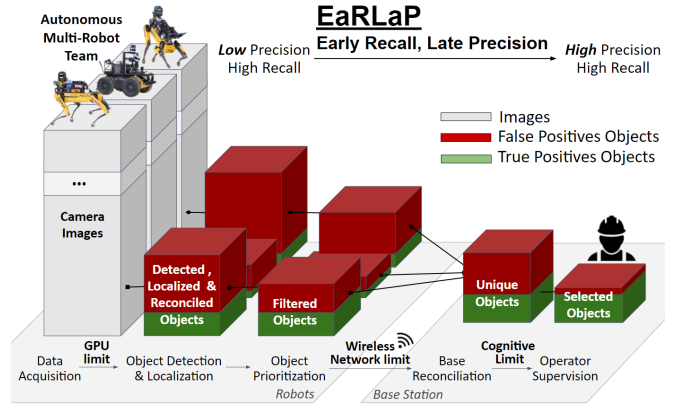 EaRLaP
Early Recall, Late Precision
Autonomous
Multi-Robot
Team
Low Precision
High Recall
High Precision
High Recall
Images
False Positives Objects
True Positives Objects
...
Camera
Images
Detected ,
Localized &
Reconciled
Objects
Filtered
Objects
Unique
Objects
Selected
Objects
Data
Acquisition
GPU
limit
Object Detection
& Localization
Object
Prioritization
Wireless
Network limit
Base
Reconciliation
Cognitive
Limit
Operator
Supervision
Robots
Base Station